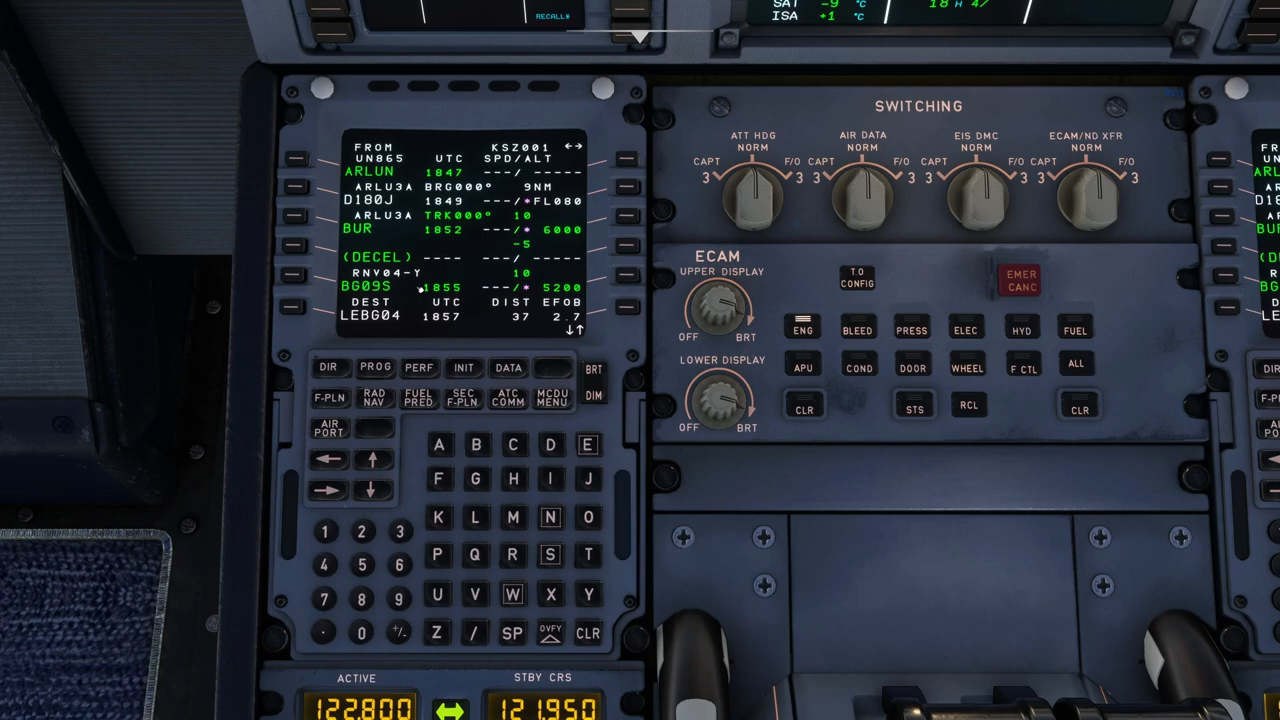 RECALL*
SAT -9 °C
ISA +1 °C
18 H 47
FROM KSZ001 ←→
UN865 UTC SPD/ALT
ARLUN 1847 ---/-----
ARLU3A BRG000° 9NM
D180J 1849 ---/*FL080
ARLU3A TRK000° 10
BUR 1852 ---/* 6000
-5
(DECEL) ---- ---/-----
RNV04-Y 10
BG09S 1855 ---/* 5200
DEST UTC DIST EFOB
LEBG04 1857 37 2.7
↓↑
DIR PROG PERF INIT DATA
BRT
DIM
F-PLN RAD NAV FUEL PRED SEC F-PLN ATC COMM MCDU MENU
AIR PORT
← ↑
→ ↓
A B C D E
F G H I J
K L M N O
P Q R S T
U V W X Y
Z / SP OVFY CLR
1 2 3
4 5 6
7 8 9
. 0 +/-
ACTIVE STBY CRS
122.800 121.950
SWITCHING
ATT HDG AIR DATA EIS DMC ECAM/ND XFR
NORM NORM NORM NORM
CAPT F/O CAPT F/O CAPT F/O CAPT F/O
3 3 3 3 3 3 3 3
ECAM
UPPER DISPLAY
OFF BRT
LOWER DISPLAY
OFF BRT
T.O CONFIG
EMER CANC
ENG BLEED PRESS ELEC HYD FUEL
APU COND DOOR WHEEL F CTL ALL
CLR STS RCL CLR
DIR
F-PLN